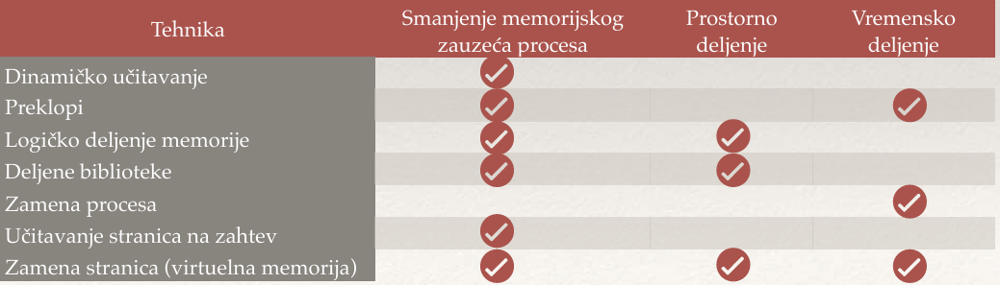 Tehnika
Smanjenje memorijskog
zauzeća procesa
Prostorno
deljenje
Vremensko
deljenje
Dinamičko učitavanje
Preklopi
Logičko deljenje memorije
Deljene biblioteke
Zamena procesa
Učitavanje stranica na zahtev
Zamena stranica (virtuelna memorija)